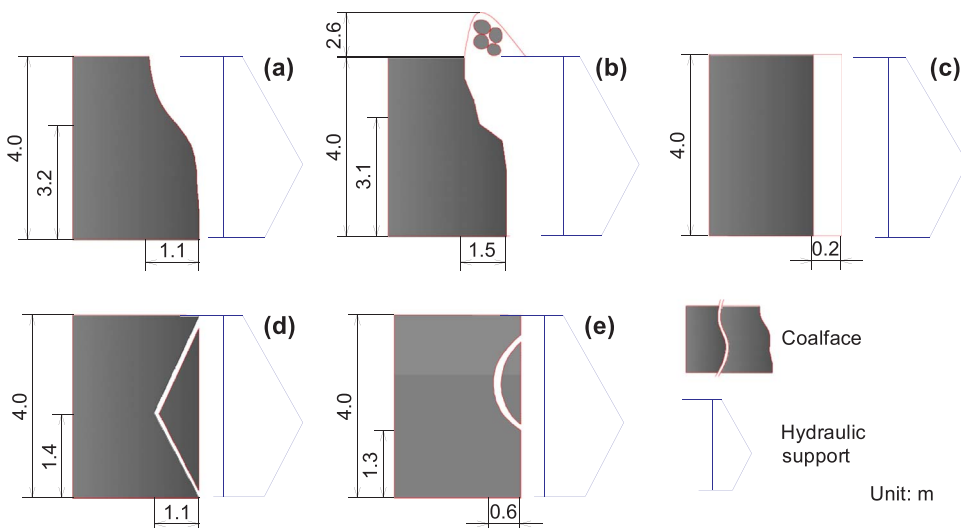 (a)
4.0
3.2
1.1
2.6
(b)
4.0
3.1
1.5
(c)
4.0
0.2
(d)
4.0
1.4
1.1
(e)
4.0
1.3
0.6
Coalface
Hydraulic
support
Unit: m